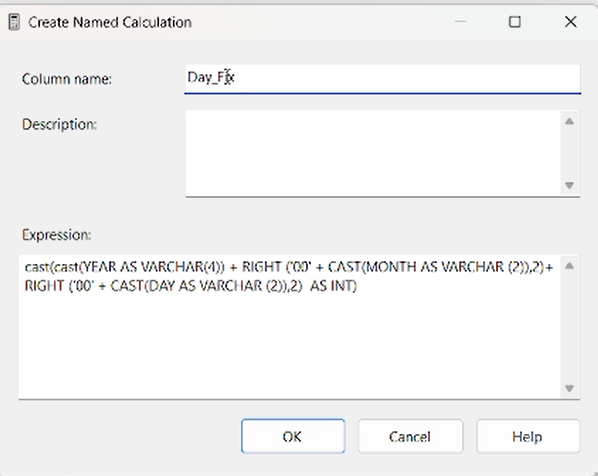 Create Named Calculation
Column name:
Day_Fix
Description:
Expression:
cast(cast(YEAR AS VARCHAR(4)) + RIGHT ('00' + CAST(MONTH AS VARCHAR (2)),2)+
RIGHT ('00' + CAST(DAY AS VARCHAR (2)),2)  AS INT)
OK
Cancel
Help